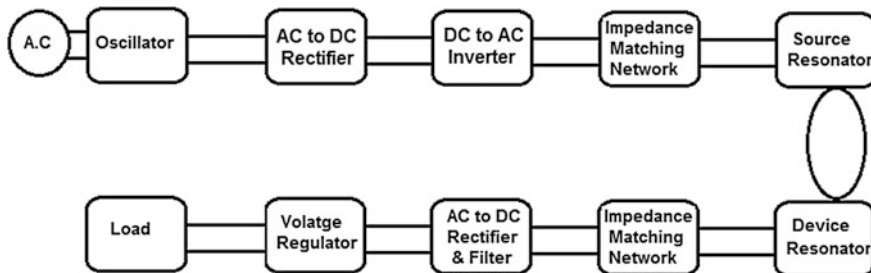 A.C
Oscillator
AC to DC
Rectifier
DC to AC
Inverter
Impedance
Matching
Network
Source
Resonator
Load
Volatge
Regulator
AC to DC
Rectifier
& Filter
Impedance
Matching
Network
Device
Resonator